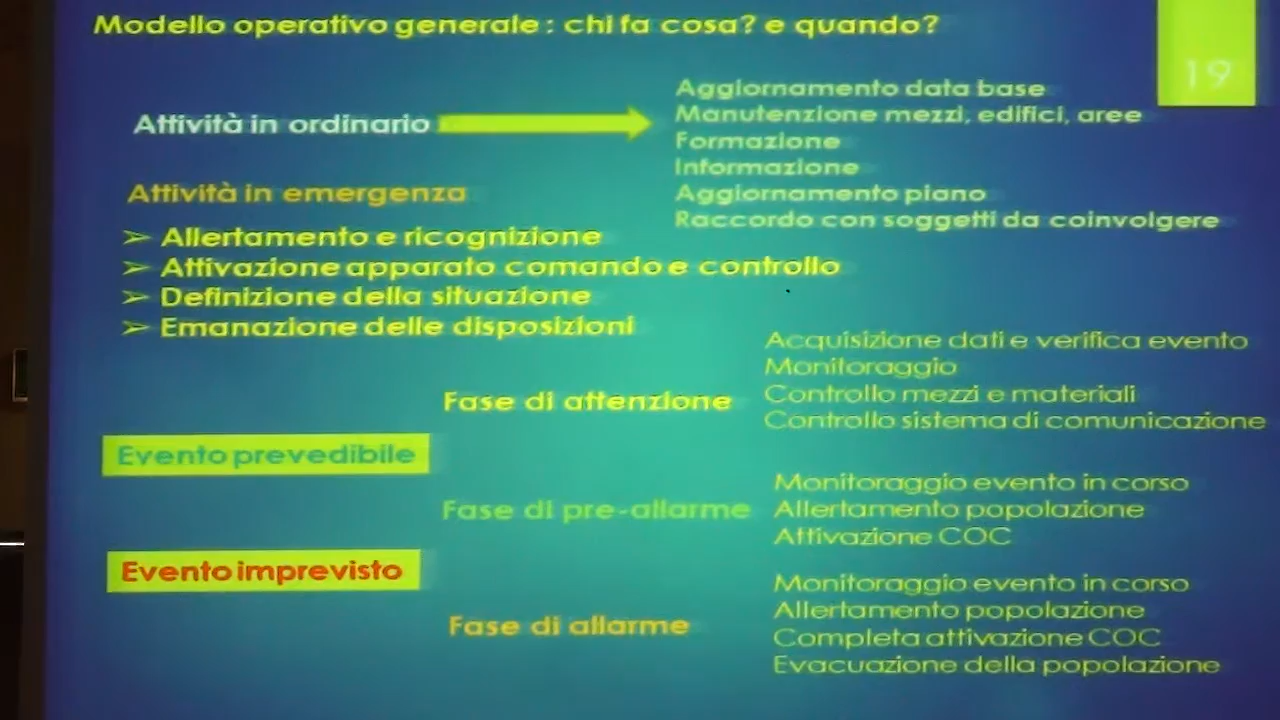 Modello operativo generale : chi fa cosa? e quando?
19
Attività in ordinario
Aggiornamento data base
Manutenzione mezzi, edifici, aree
Formazione
Informazione
Aggiornamento piano
Raccordo con soggetti da coinvolgere
Attività in emergenza
➢ Allertamento e ricognizione
➢ Attivazione apparato comando e controllo
➢ Definizione della situazione
➢ Emanazione delle disposizioni
Evento prevedibile
Fase di attenzione
Acquisizione dati e verifica evento
Monitoraggio
Controllo mezzi e materiali
Controllo sistema di comunicazione
Fase di pre-allarme
Monitoraggio evento in corso
Allertamento popolazione
Attivazione COC
Evento imprevisto
Fase di allarme
Monitoraggio evento in corso
Allertamento popolazione
Completa attivazione COC
Evacuazione della popolazione